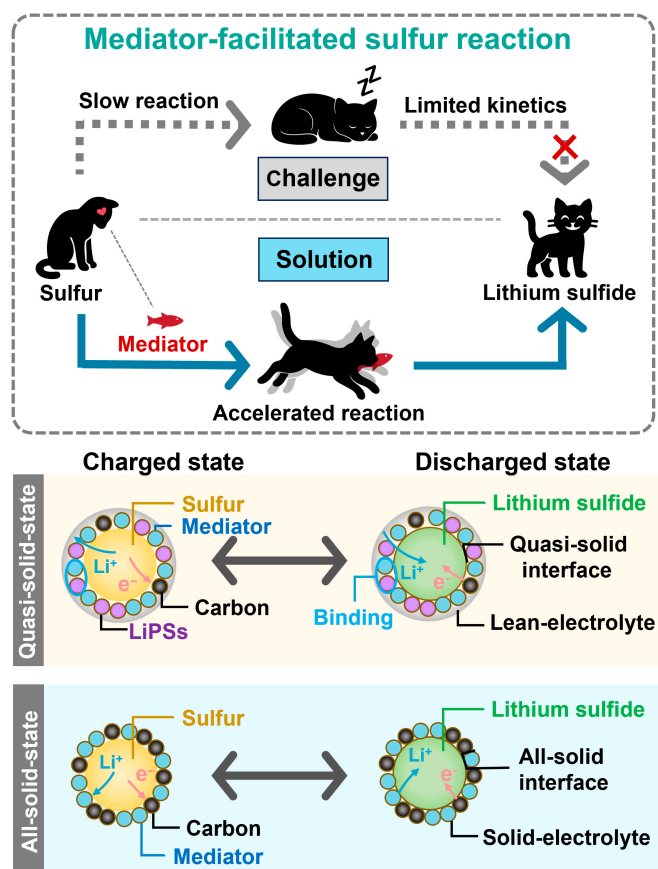 Mediator-facilitated sulfur reaction
Slow reaction
zzz
Limited kinetics
Challenge
Solution
Sulfur
Lithium sulfide
Mediator
Accelerated reaction
Charged state
Discharged state
Quasi-solid-state
Sulfur
Mediator
Li⁺
e⁻
Carbon
LiPSs
Lithium sulfide
Quasi-solid
interface
Li⁺
e⁻
Binding
Lean-electrolyte
All-solid-state
Sulfur
Li⁺
e⁻
Carbon
Mediator
Lithium sulfide
All-solid
interface
Li⁺
e⁻
Solid-electrolyte